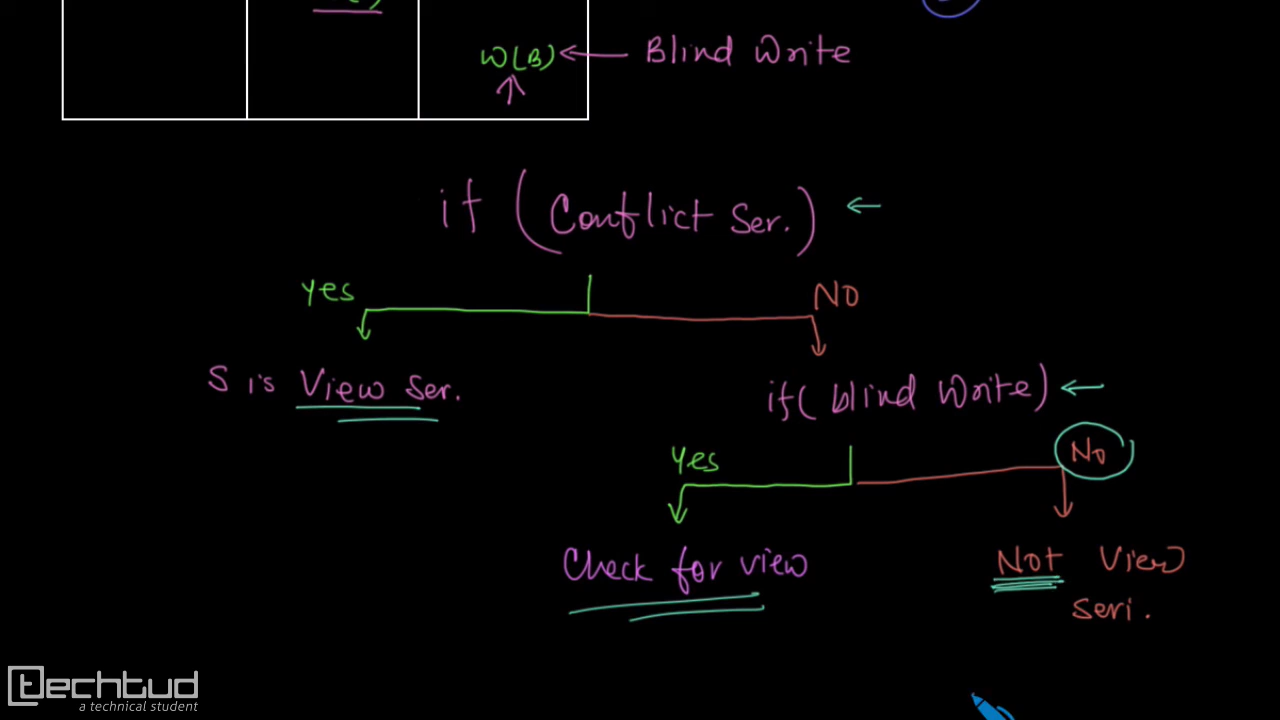 W(B) ← Blind Write
if (Conflict Ser.) ←
Yes
NO
S is View Ser.
if( blind Write) ←
Yes
No
Check for view
Not View
Seri.
techtud
a technical student